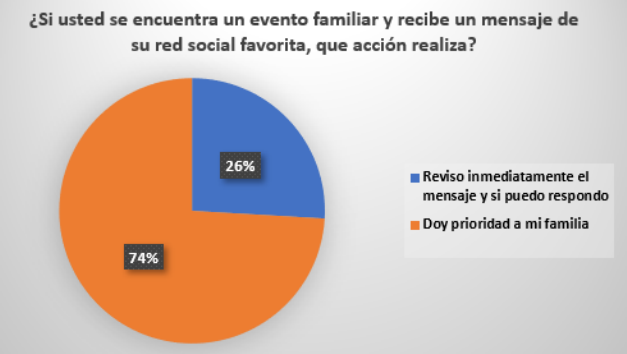 ¿Si usted se encuentra un evento familiar y recibe un mensaje de
su red social favorita, que acción realiza?
26%
74%
Reviso inmediatamente el
mensaje y si puedo respondo
Doy prioridad a mi familia